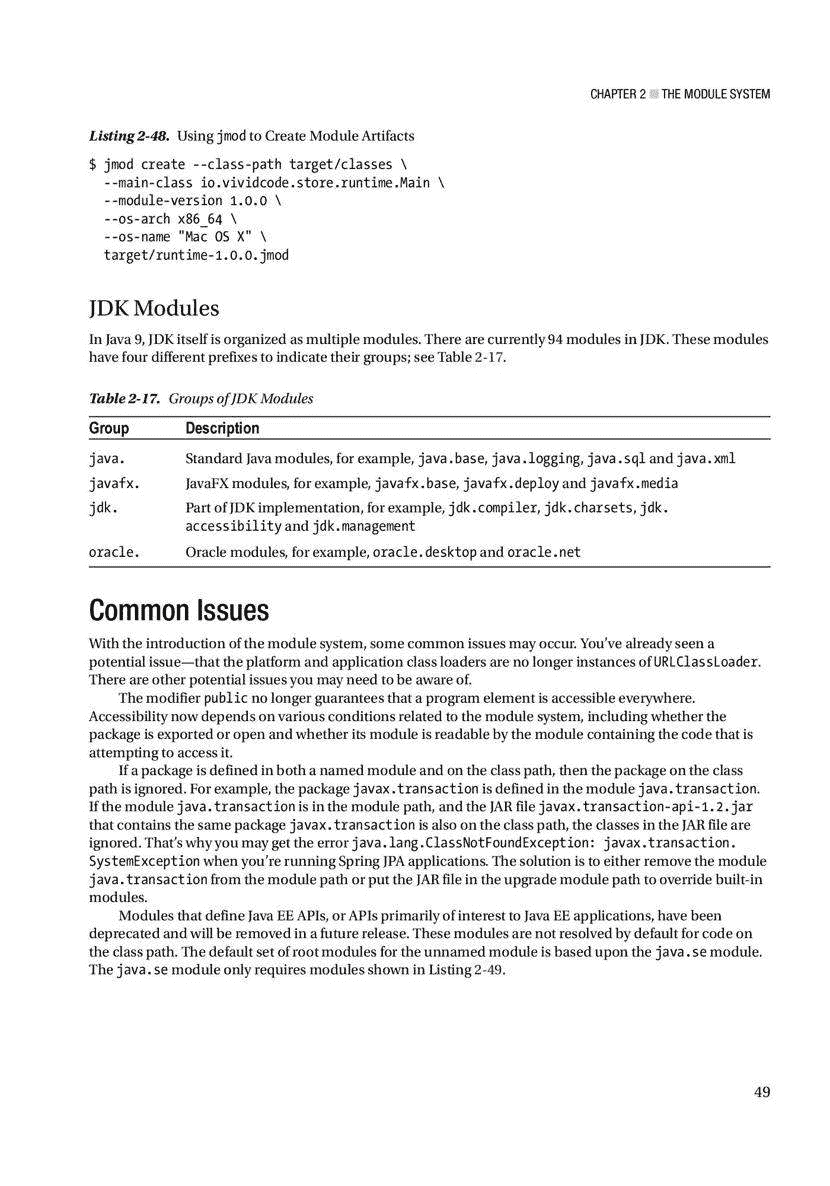 CHAPTER 2 ■ THE MODULE SYSTEM
Listing 2-48. Using jmod to Create Module Artifacts
$ jmod create --class-path target/classes \
--main-class io.vividcode.store.runtime.Main \
--module-version 1.0.0 \
--os-arch x86_64 \
--os-name "Mac OS X" \
target/runtime-1.0.0.jmod
JDK Modules
In Java 9, JDK itself is organized as multiple modules. There are currently 94 modules in JDK. These modules
have four different prefixes to indicate their groups; see Table 2-17.
Table 2-17. Groups of JDK Modules
Group Description
java. Standard Java modules, for example, java.base, java.logging, java.sql and java.xml
javafx. JavaFX modules, for example, javafx.base, javafx.deploy and javafx.media
jdk. Part of JDK implementation, for example, jdk.compiler, jdk.charsets, jdk.
accessibility and jdk.management
oracle. Oracle modules, for example, oracle.desktop and oracle.net
Common Issues
With the introduction of the module system, some common issues may occur. You’ve already seen a
potential issue—that the platform and application class loaders are no longer instances of URLClassLoader.
There are other potential issues you may need to be aware of.
The modifier public no longer guarantees that a program element is accessible everywhere.
Accessibility now depends on various conditions related to the module system, including whether the
package is exported or open and whether its module is readable by the module containing the code that is
attempting to access it.
If a package is defined in both a named module and on the class path, then the package on the class
path is ignored. For example, the package javax.transaction is defined in the module java.transaction.
If the module java.transaction is in the module path, and the JAR file javax.transaction-api-1.2.jar
that contains the same package javax.transaction is also on the class path, the classes in the JAR file are
ignored. That’s why you may get the error java.lang.ClassNotFoundException: javax.transaction.
SystemException when you’re running Spring JPA applications. The solution is to either remove the module
java.transaction from the module path or put the JAR file in the upgrade module path to override built-in
modules.
Modules that define Java EE APIs, or APIs primarily of interest to Java EE applications, have been
deprecated and will be removed in a future release. These modules are not resolved by default for code on
the class path. The default set of root modules for the unnamed module is based upon the java.se module.
The java.se module only requires modules shown in Listing 2-49.
49